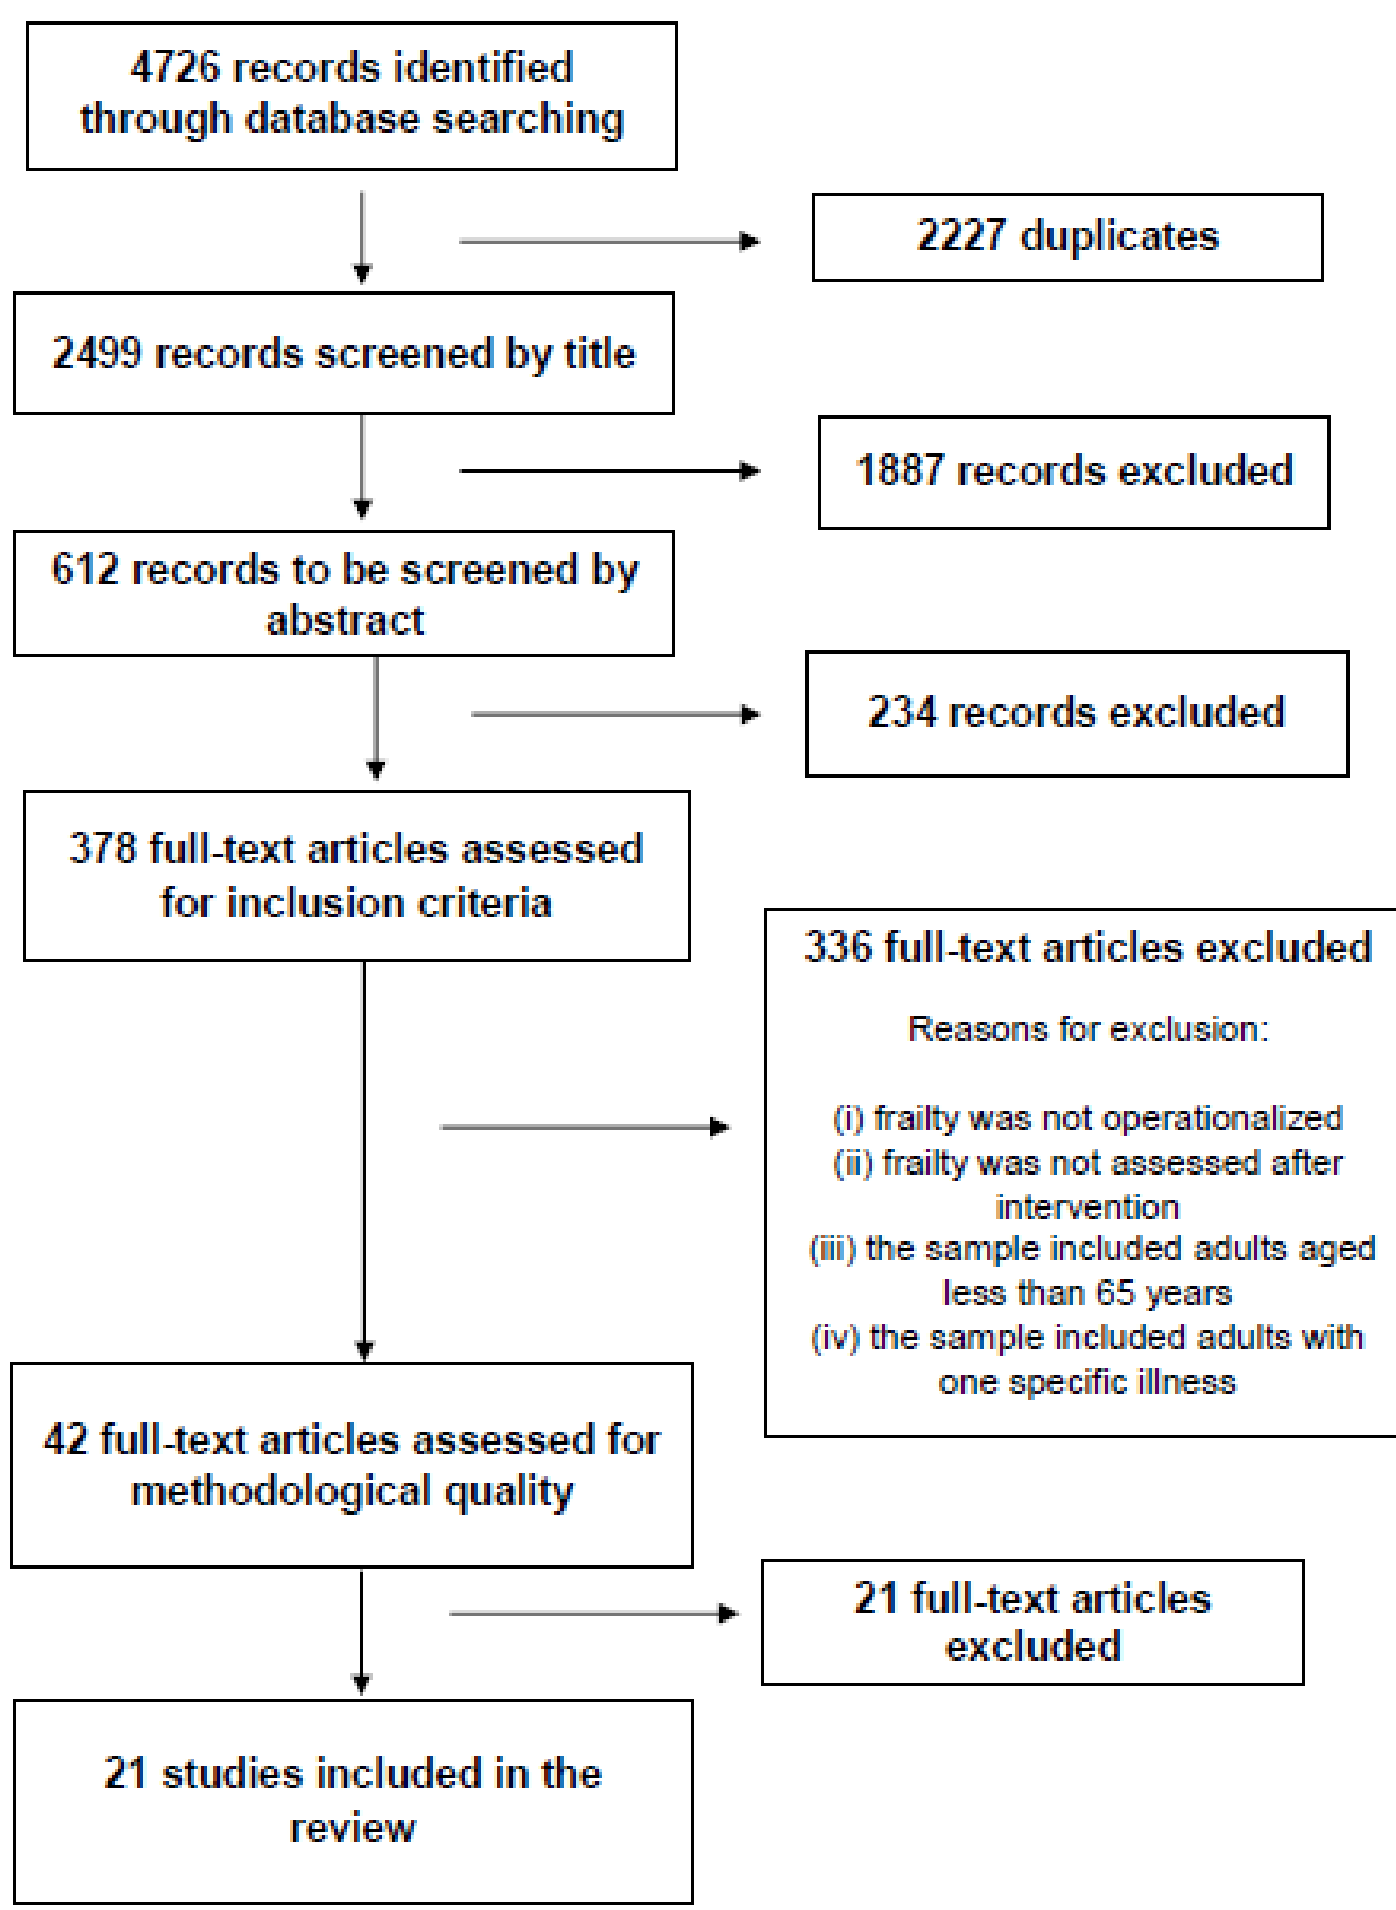 4726 records identified
through database searching
2227 duplicates
2499 records screened by title
1887 records excluded
612 records to be screened by
abstract
234 records excluded
378 full-text articles assessed
for inclusion criteria
336 full-text articles excluded
Reasons for exclusion:
(i) frailty was not operationalized
(ii) frailty was not assessed after
intervention
(iii) the sample included adults aged
less than 65 years
(iv) the sample included adults with
one specific illness
42 full-text articles assessed for
methodological quality
21 full-text articles
excluded
21 studies included in the
review